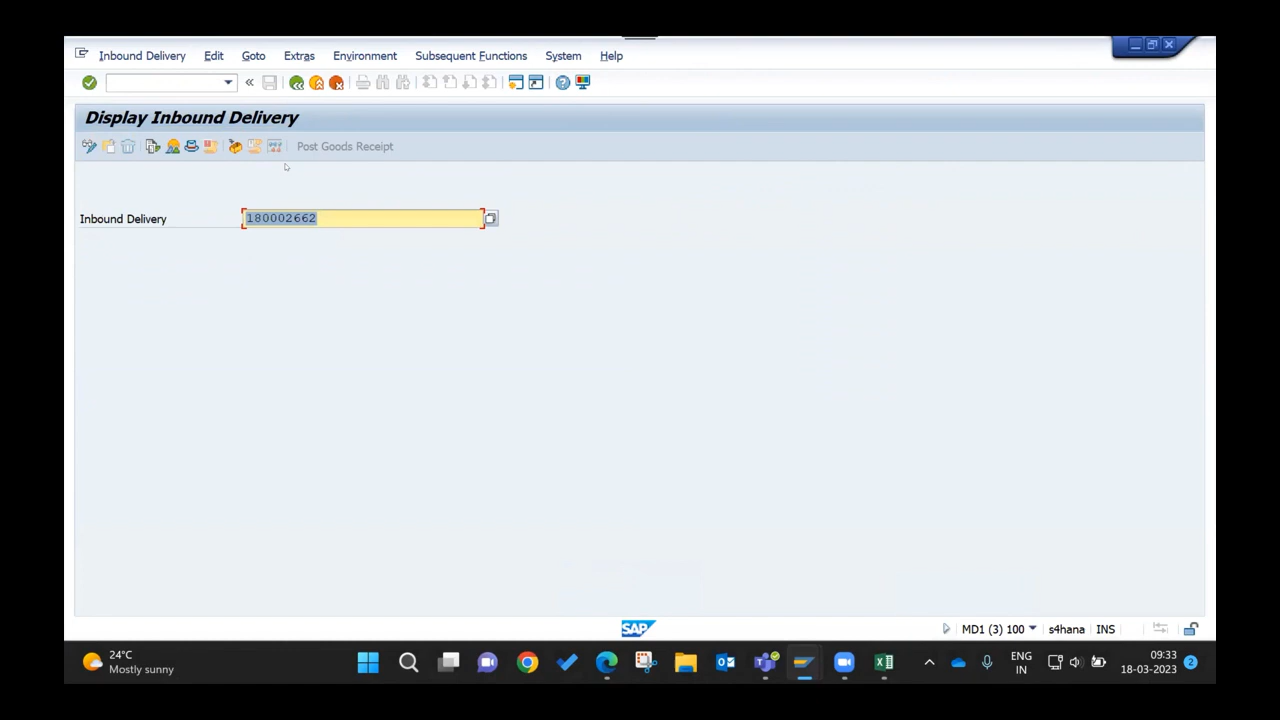 Inbound Delivery Edit Goto Extras Environment Subsequent Functions System Help
Display Inbound Delivery
Post Goods Receipt
Inbound Delivery 180002662
SAP
MD1 (3) 100 s4hana INS
24°C
Mostly sunny
ENG
IN
09:33
18-03-2023
2